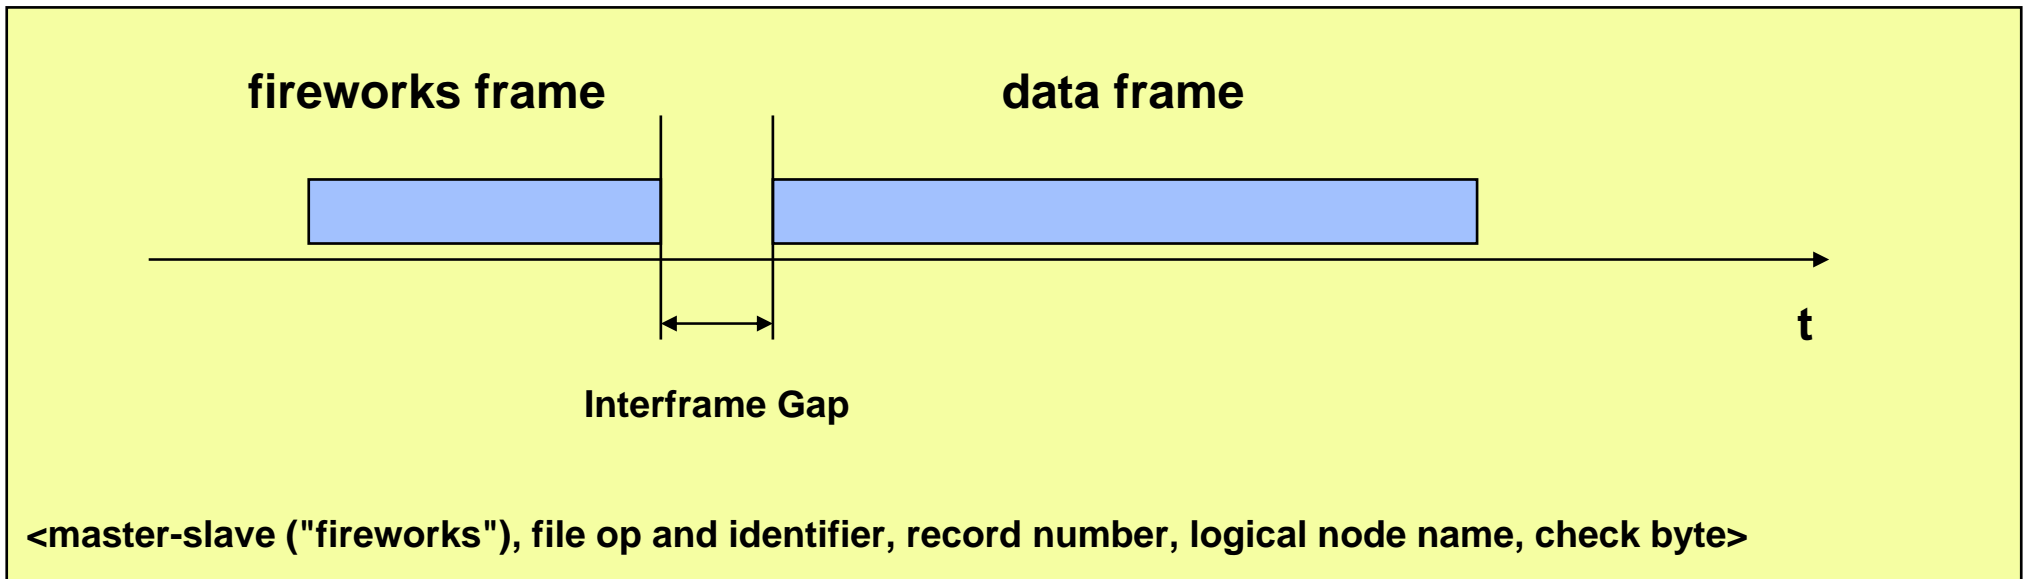 fireworks frame
data frame
t
Interframe Gap
<master-slave ("fireworks"), file op and identifier, record number, logical node name, check byte>